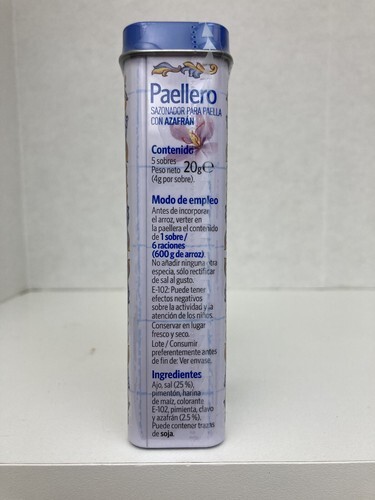 Paellero
SAZONADOR PARA PAELLA
CON AZAFRÁN
Contenido
5 sobres
Peso neto 20g℮
(4g por sobre).
Modo de empleo
Antes de incorporar
el arroz, verter en
la paellera el contenido
de 1 sobre /
6 raciones
(600 g de arroz).
No añadir ninguna otra
especia, sólo rectificar
de sal al gusto.
E-102: Puede tener
efectos negativos
sobre la actividad y la
atención de los niños.
Conservar en lugar
fresco y seco.
Lote / Consumir
preferentemente antes
de fin de: Ver envase.
Ingredientes
Ajo, sal (25 %),
pimentón, harina
de maíz, colorante
E-102, pimienta, clavo
y azafrán (2.5 %).
Puede contener trazas
de soja.